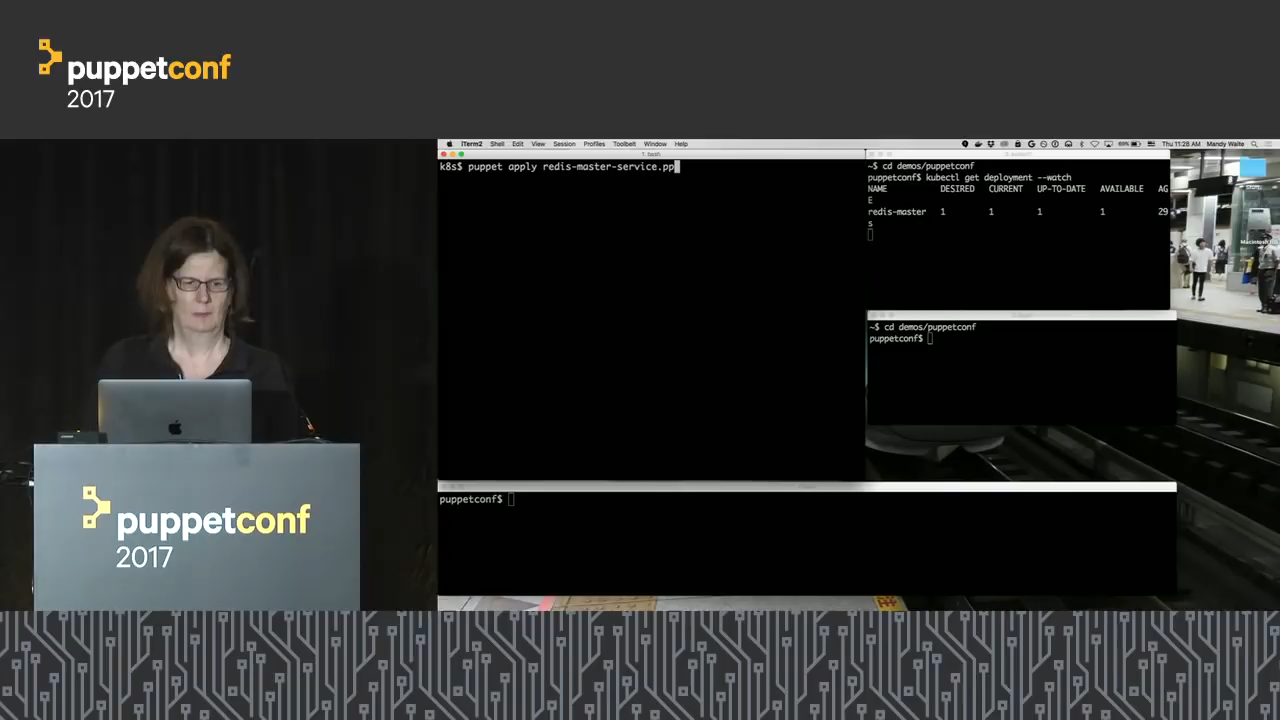 puppetconf
2017
iTerm2 Shell Edit View Session Profiles Toolbelt Window Help
Thu 11:28 AM Mandy Waite
1. bash
k8s$ puppet apply redis-master-service.pp
~$ cd demos/puppetconf
puppetconf$ kubectl get deployment --watch
NAME DESIRED CURRENT UP-TO-DATE AVAILABLE AG
E
redis-master 1 1 1 1 29
s
~$ cd demos/puppetconf
puppetconf$
puppetconf$
puppetconf
2017